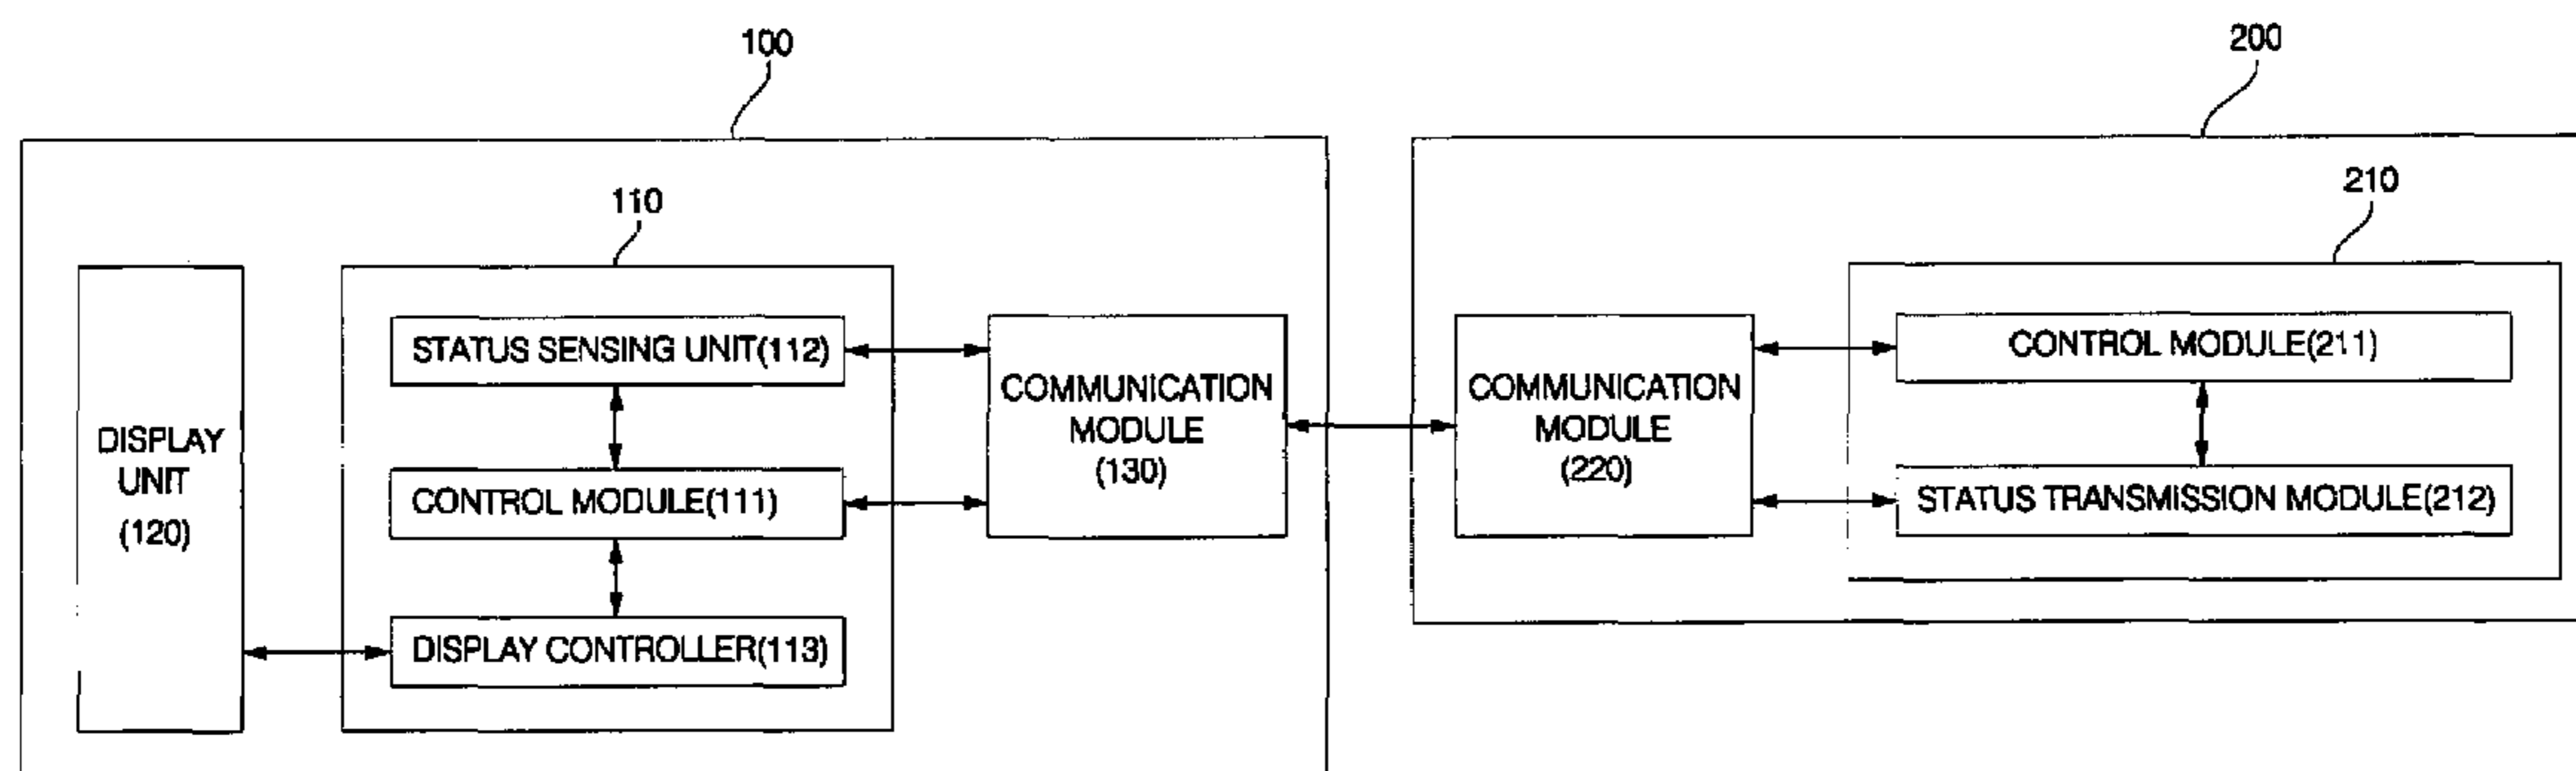 100
200
110
210
DISPLAY
UNIT
(120)
STATUS SENSING UNIT(112)
CONTROL MODULE(111)
DISPLAY CONTROLLER(113)
COMMUNICATION
MODULE
(130)
COMMUNICATION
MODULE
(220)
CONTROL MODULE(211)
STATUS TRANSMISSION MODULE(212)